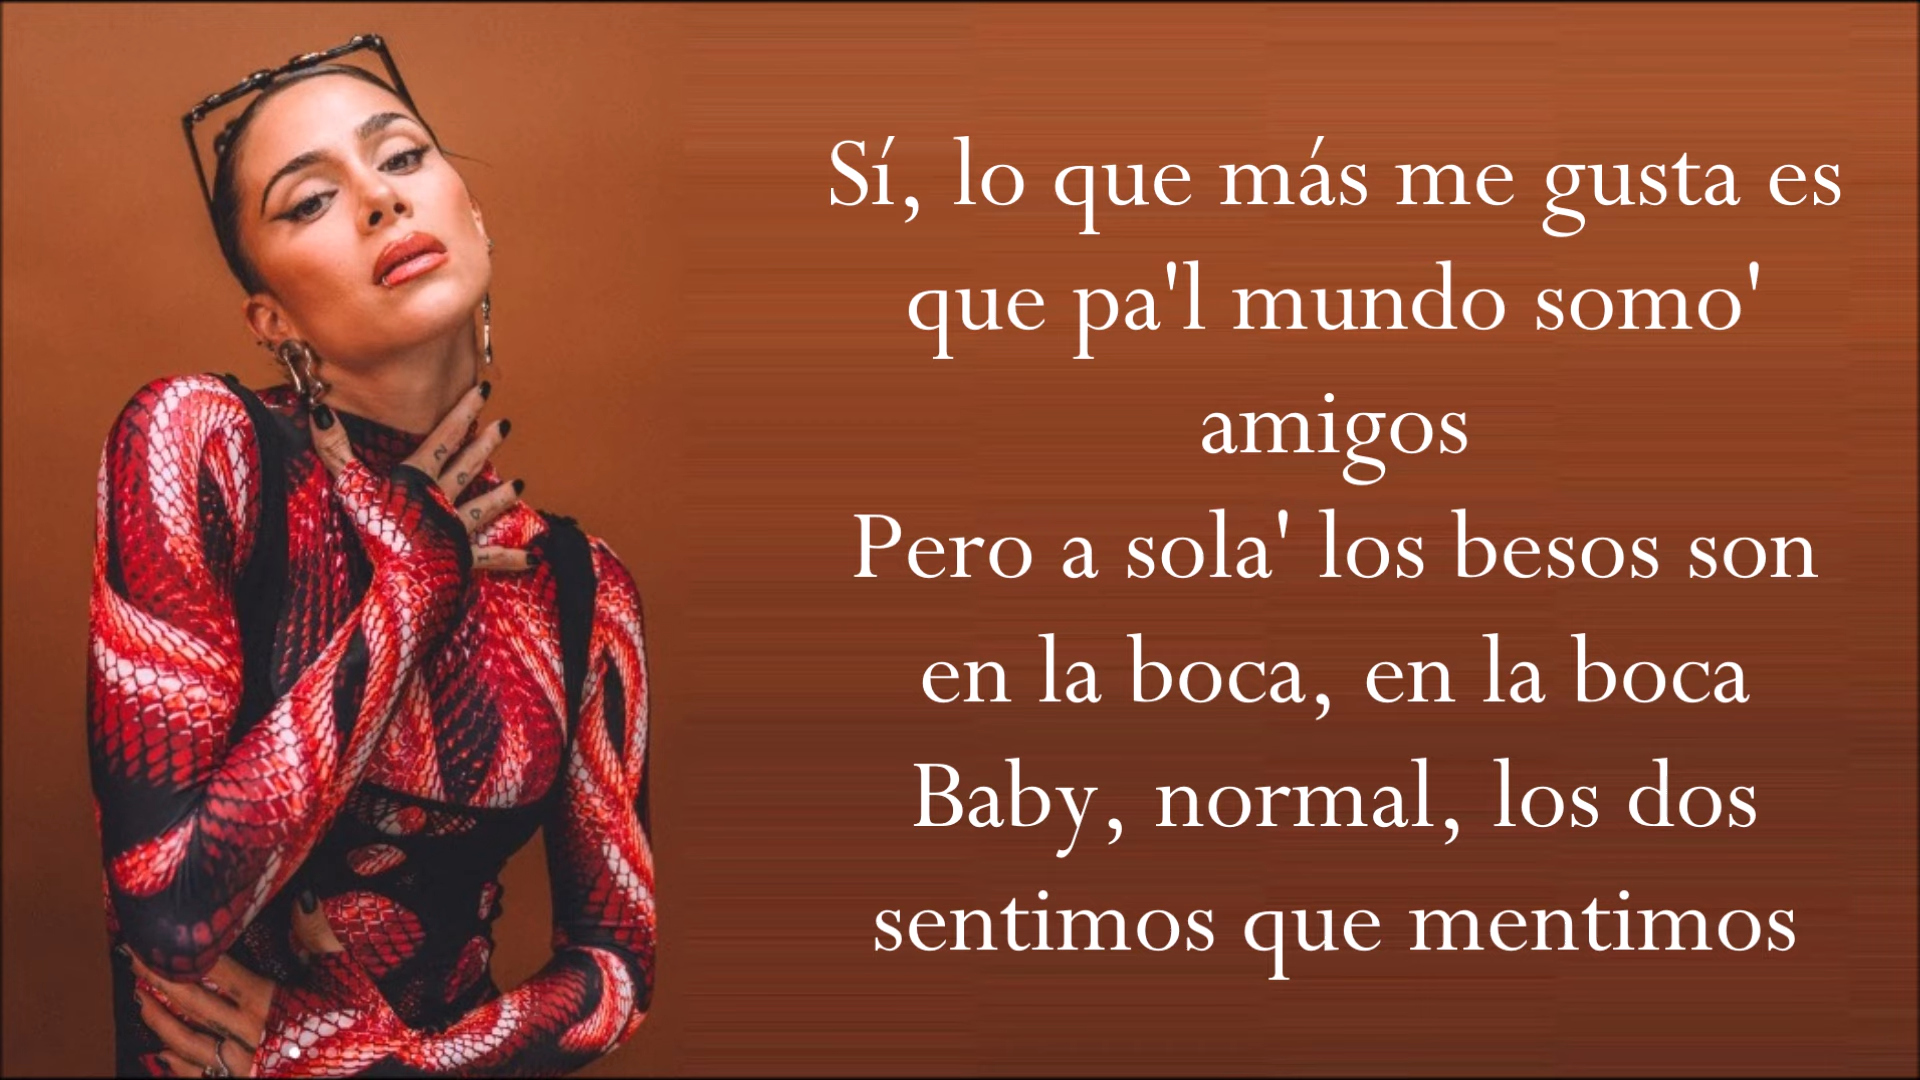 Sí, lo que más me gusta es
que pa'l mundo somo'
amigos
Pero a sola' los besos son
en la boca, en la boca
Baby, normal, los dos
sentimos que mentimos